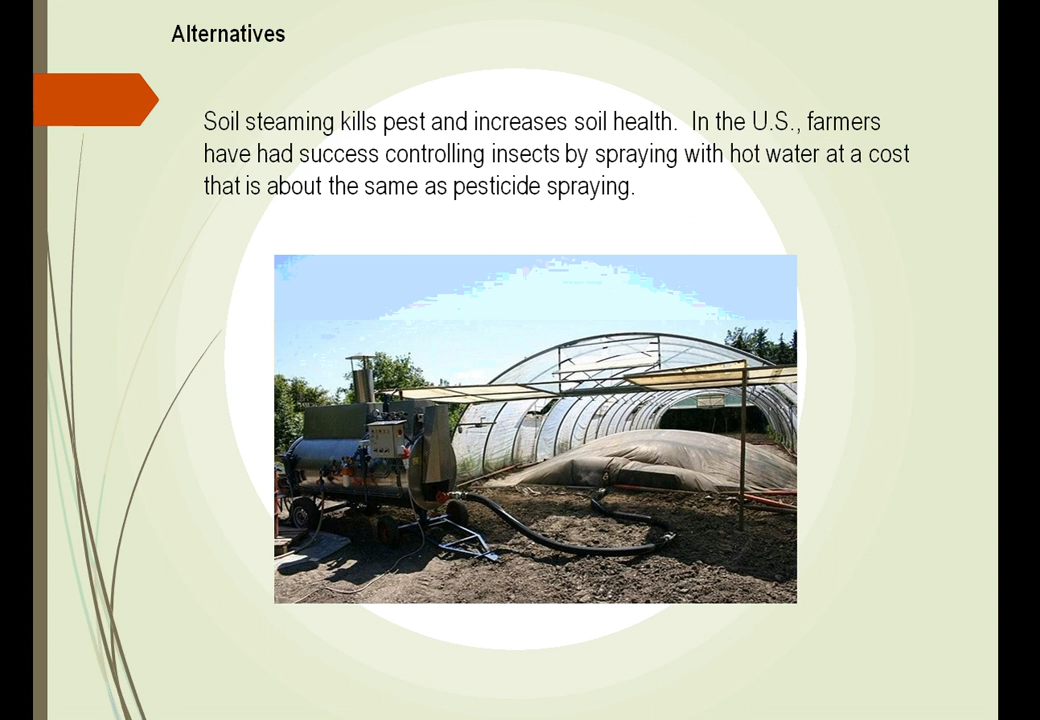 Alternatives
Soil steaming kills pest and increases soil health.  In the U.S., farmers
have had success controlling insects by spraying with hot water at a cost
that is about the same as pesticide spraying.